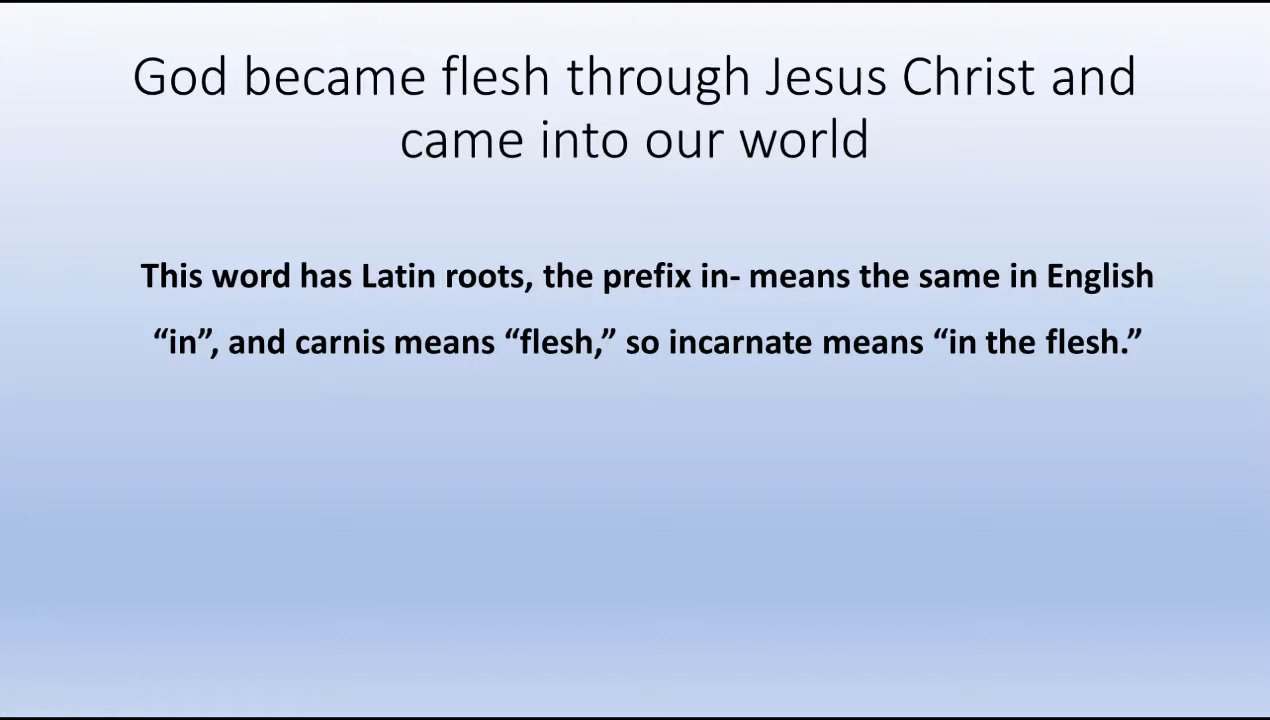 God became flesh through Jesus Christ and
came into our world
This word has Latin roots, the prefix in- means the same in English
“in”, and carnis means “flesh,” so incarnate means “in the flesh.”